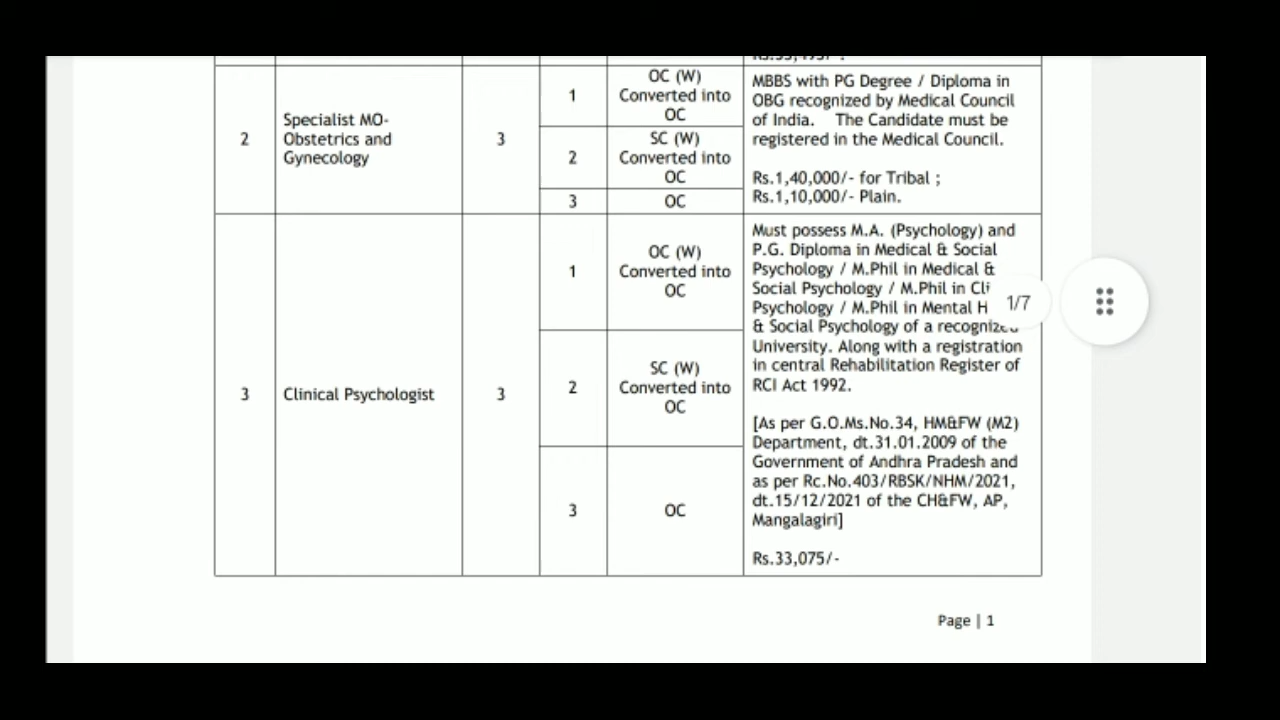 2
Specialist MO-
Obstetrics and
Gynecology
3
1
OC (W)
Converted into
OC
2
SC (W)
Converted into
OC
3
OC
MBBS with PG Degree / Diploma in
OBG recognized by Medical Council
of India. The Candidate must be
registered in the Medical Council.
Rs.1,40,000/- for Tribal ;
Rs.1,10,000/- Plain.
3
Clinical Psychologist
3
1
OC (W)
Converted into
OC
2
SC (W)
Converted into
OC
3
OC
Must possess M.A. (Psychology) and
P.G. Diploma in Medical & Social
Psychology / M.Phil in Medical &
Social Psychology / M.Phil in
Psychology / M.Phil in Mental
& Social Psychology of a
University. Along with a registration
in central Rehabilitation Register of
RCI Act 1992.
[As per G.O.Ms.No.34, HM&FW (M2)
Department, dt.31.01.2009 of the
Government of Andhra Pradesh and
as per Rc.No.403/RBSK/NHM/2021,
dt.15/12/2021 of the CH&FW, AP,
Mangalagiri]
Rs.33,075/-
1/7
Page | 1